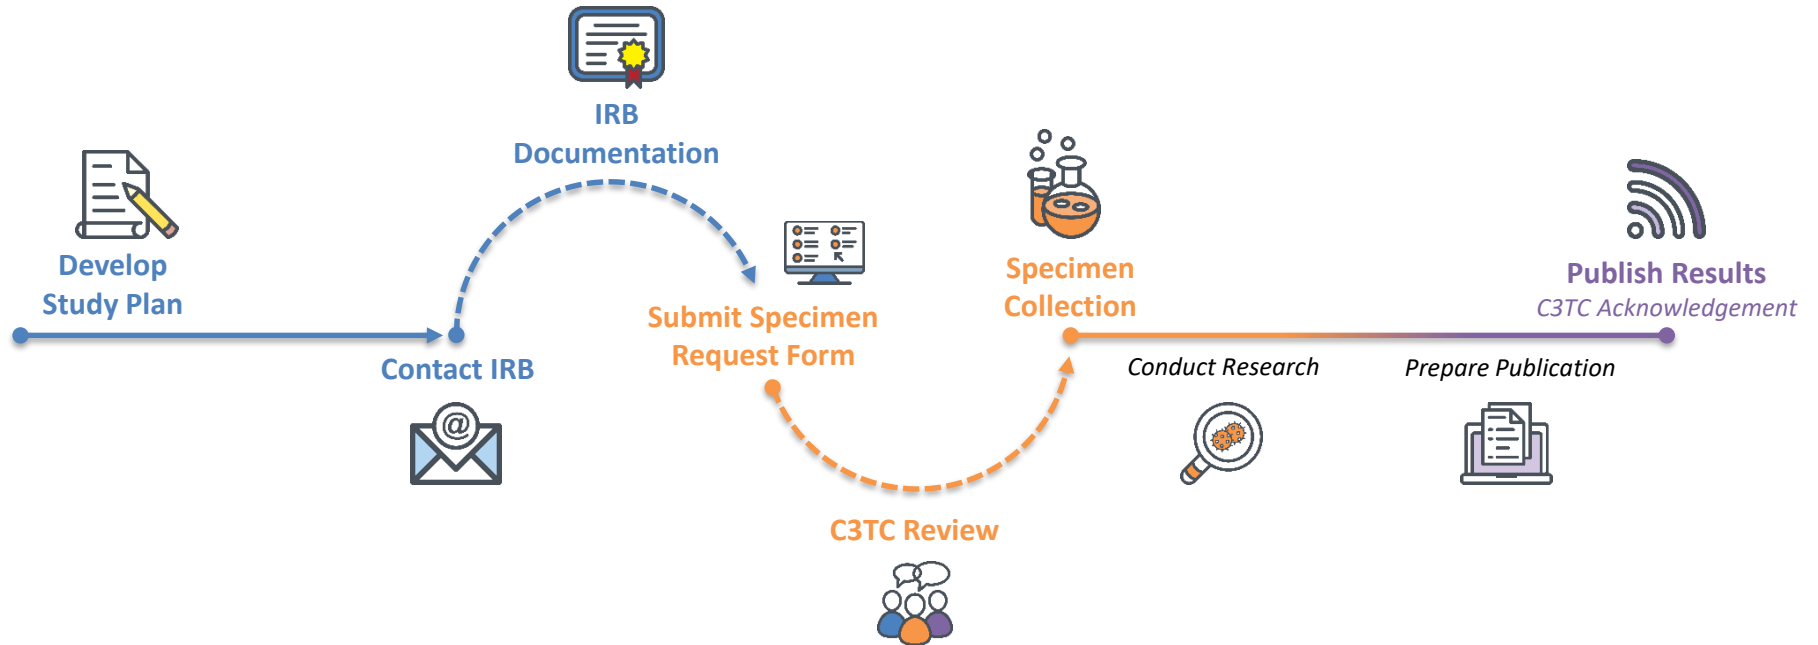 IRB
Documentation
Develop
Study Plan
Contact IRB
@
Submit Specimen
Request Form
C3TC Review
Specimen
Collection
Conduct Research
Prepare Publication
Publish Results
C3TC Acknowledgement